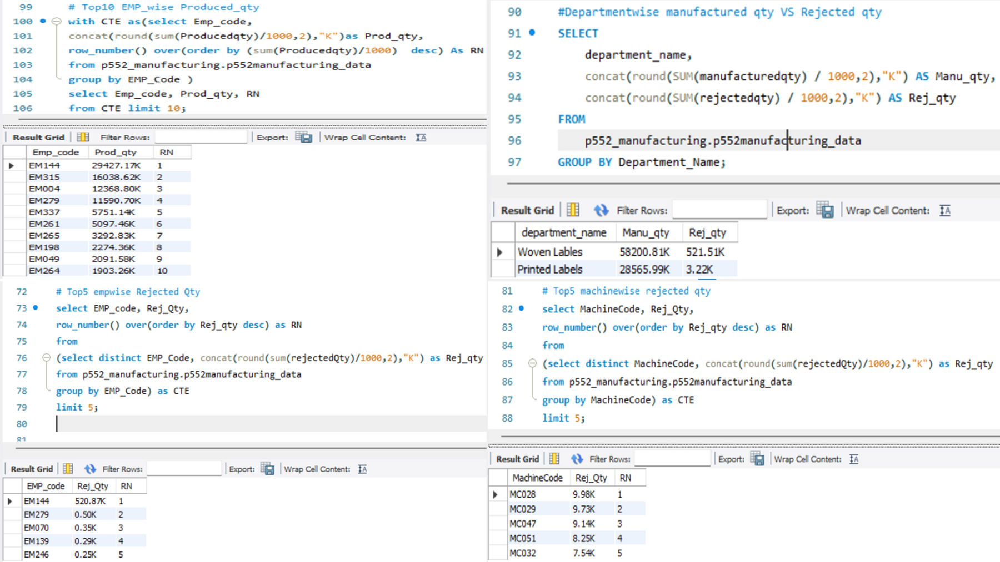 99 # Top10 EMP_wise Produced_qty
100 with CTE as(select Emp_code,
101 concat(round(sum(Producedqty)/1000,2),"K")as Prod_qty,
102 row_number() over(order by (sum(Producedqty)/1000) desc) As RN
103 from p552_manufacturing.p552manufacturing_data
104 group by EMP_Code )
105 select Emp_code, Prod_qty, RN
106 from CTE limit 10;
Result Grid Filter Rows: Export: Wrap Cell Content:
Emp_code Prod_qty RN
EM144 29427.17K 1
EM315 16038.62K 2
EM004 12368.80K 3
EM279 11590.70K 4
EM337 5751.14K 5
EM261 5097.46K 6
EM265 3292.83K 7
EM198 2274.36K 8
EM049 2091.58K 9
EM264 1903.26K 10
90 #Departmentwise manufactured qty VS Rejected qty
91 SELECT
92 department_name,
93 concat(round(SUM(manufacturedqty) / 1000,2),"K") AS Manu_qty,
94 concat(round(SUM(rejectedqty) / 1000,2),"K") AS Rej_qty
95 FROM
96 p552_manufacturing.p552manufacturing_data
97 GROUP BY Department_Name;
Result Grid Filter Rows: Export: Wrap Cell Content:
department_name Manu_qty Rej_qty
Woven Lables 58200.81K 521.51K
Printed Labels 28565.99K 3.22K
72 # Top5 empwise Rejected Qty
73 select EMP_code, Rej_Qty,
74 row_number() over(order by Rej_qty desc) as RN
75 from
76 (select distinct EMP_Code, concat(round(sum(rejectedQty)/1000,2),"K") as Rej_qty
77 from p552_manufacturing.p552manufacturing_data
78 group by EMP_Code) as CTE
79 limit 5;
80
81
Result Grid Filter Rows: Export: Wrap Cell Content:
EMP_code Rej_Qty RN
EM144 520.87K 1
EM279 0.50K 2
EM070 0.35K 3
EM139 0.29K 4
EM246 0.25K 5
81 # Top5 machinewise rejected qty
82 select MachineCode, Rej_Qty,
83 row_number() over(order by Rej_qty desc) as RN
84 from
85 (select distinct MachineCode, concat(round(sum(rejectedQty)/1000,2),"K") as Rej_qty
86 from p552_manufacturing.p552manufacturing_data
87 group by MachineCode) as CTE
88 limit 5;
Result Grid Filter Rows: Export: Wrap Cell Content:
MachineCode Rej_Qty RN
MC028 9.98K 1
MC029 9.73K 2
MC047 9.14K 3
MC051 8.25K 4
MC032 7.54K 5